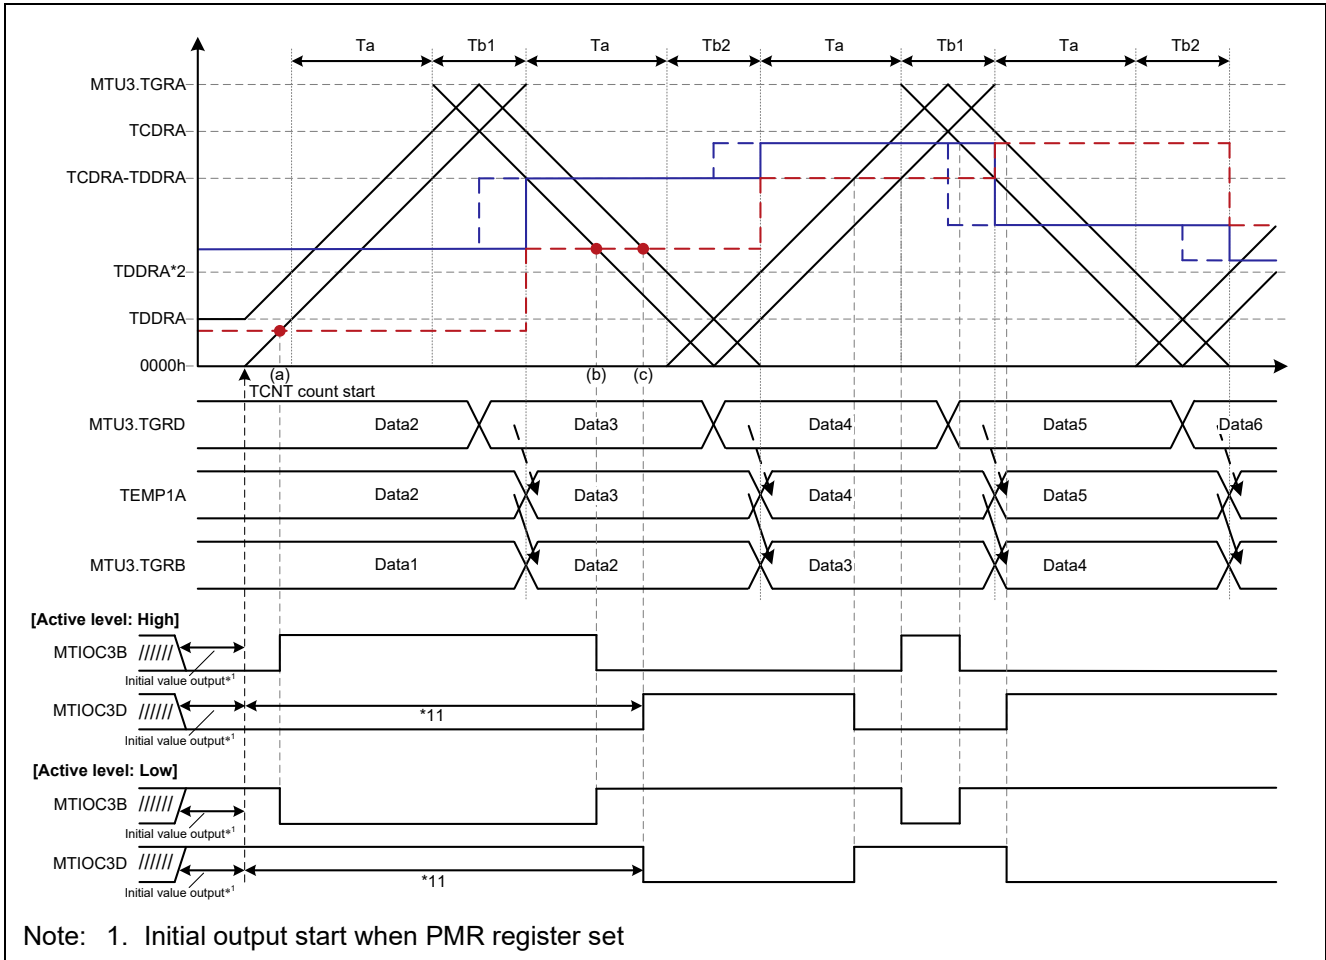 Ta Tb1 Ta Tb2 Ta Tb1 Ta Tb2
MTU3.TGRA
TCDRA
TCDRA-TDDRA
TDDRA*2
TDDRA
0000h
(a) (b) (c)
TCNT count start
MTU3.TGRD Data2 Data3 Data4 Data5 Data6
TEMP1A Data2 Data3 Data4 Data5
MTU3.TGRB Data1 Data2 Data3 Data4
[Active level: High]
MTIOC3B
Initial value output*1
MTIOC3D
*11
Initial value output*1
[Active level: Low]
MTIOC3B
Initial value output*1
MTIOC3D
*11
Initial value output*1
Note: 1. Initial output start when PMR register set